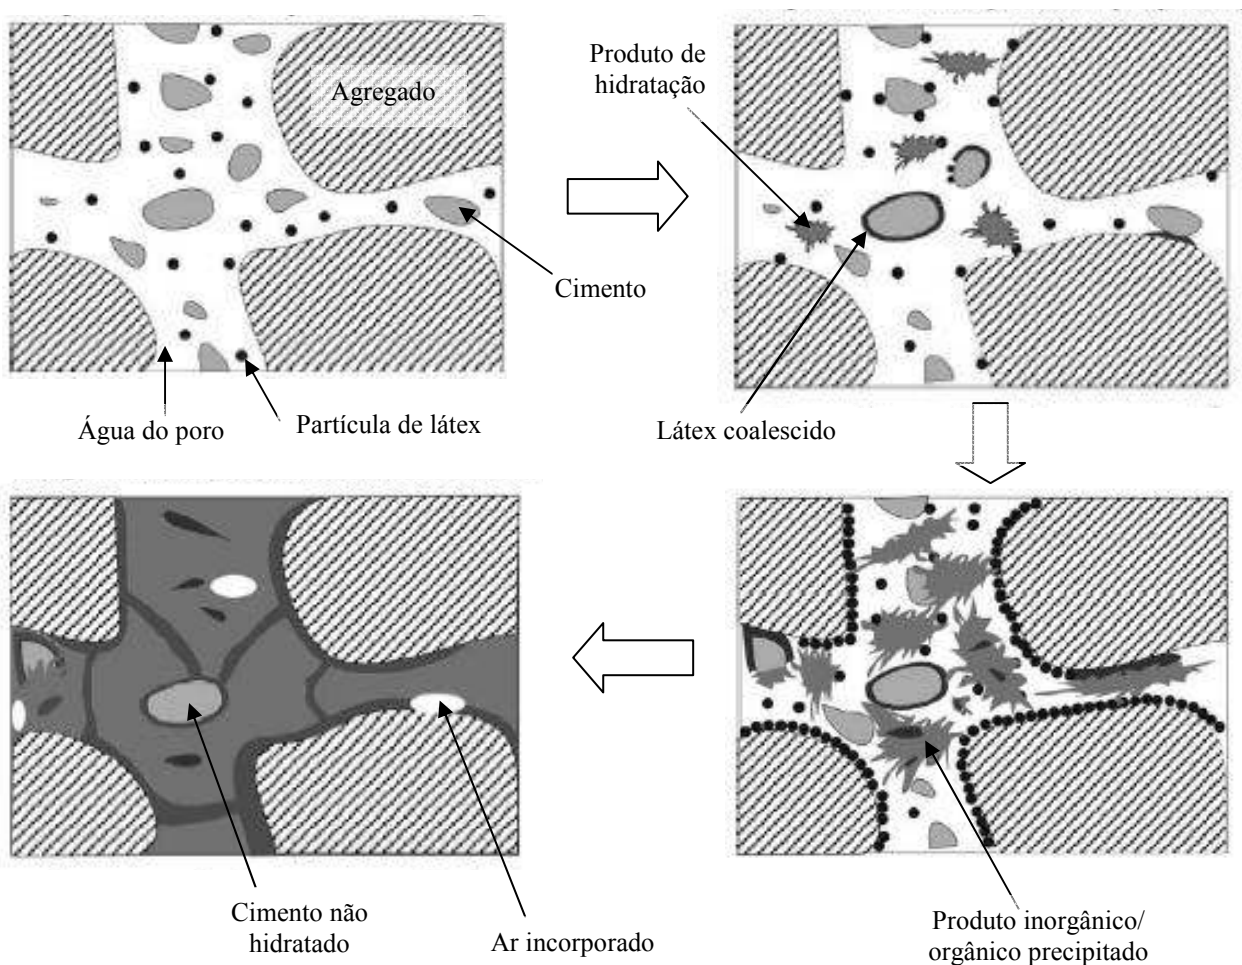 Produto de
hidratação
Agregado
Cimento
Água do poro
Partícula de látex
Látex coalescido
Cimento não
hidratado
Ar incorporado
Produto inorgânico/
orgânico precipitado